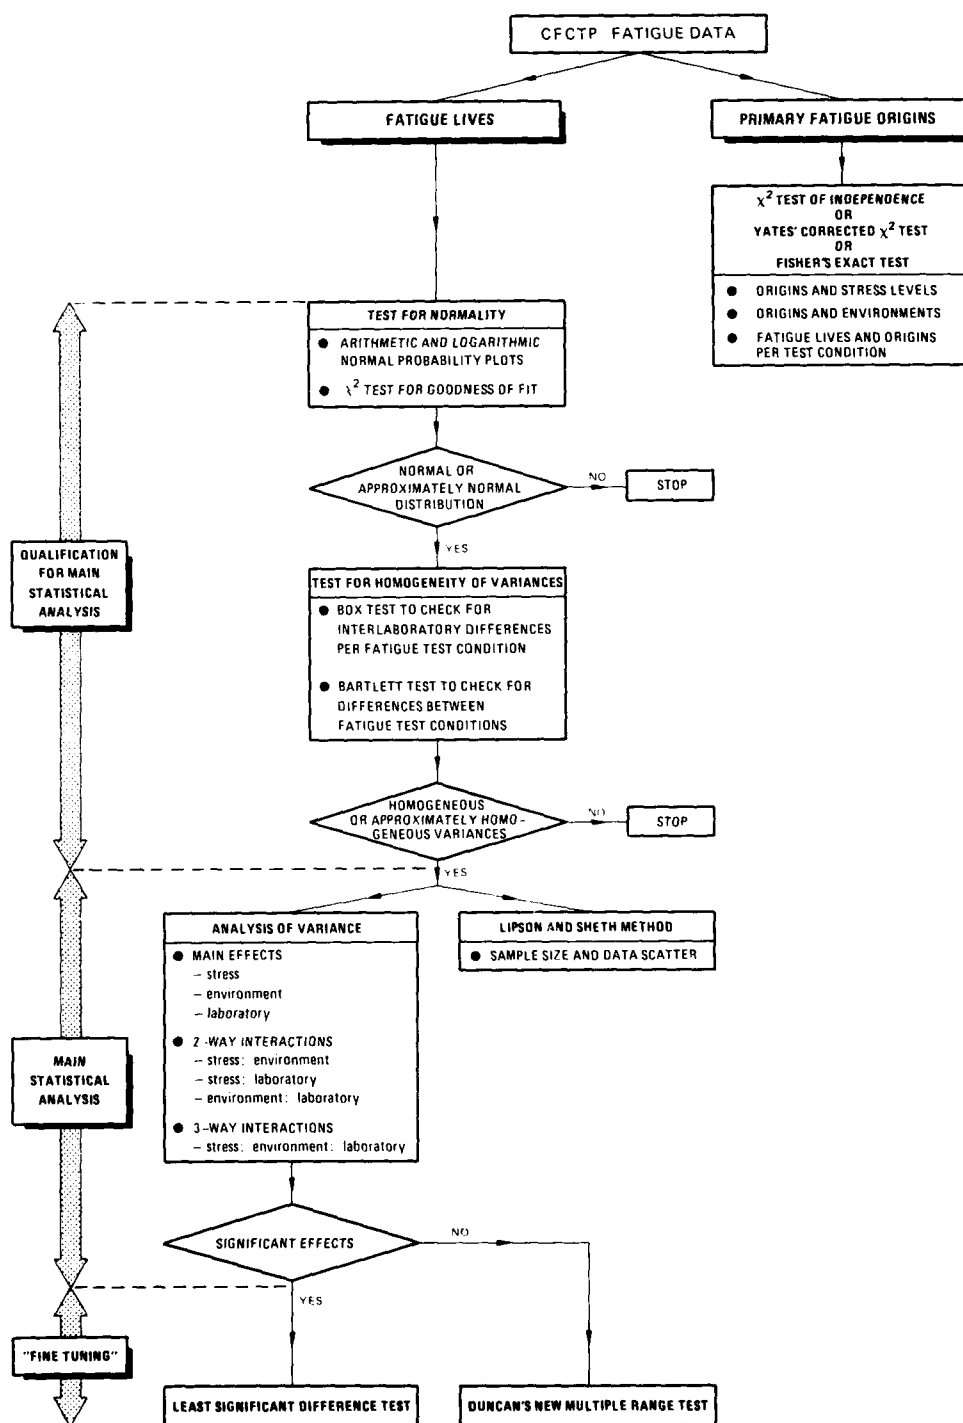 CFCTP FATIGUE DATA
FATIGUE LIVES
PRIMARY FATIGUE ORIGINS
χ² TEST OF INDEPENDENCE
OR
YATES' CORRECTED χ² TEST
OR
FISHER'S EXACT TEST
● ORIGINS AND STRESS LEVELS
● ORIGINS AND ENVIRONMENTS
● FATIGUE LIVES AND ORIGINS
PER TEST CONDITION
TEST FOR NORMALITY
● ARITHMETIC AND LOGARITHMIC
NORMAL PROBABILITY PLOTS
● χ² TEST FOR GOODNESS OF FIT
NORMAL OR
APPROXIMATELY NORMAL
DISTRIBUTION
NO
STOP
YES
QUALIFICATION
FOR MAIN
STATISTICAL
ANALYSIS
TEST FOR HOMOGENEITY OF VARIANCES
● BOX TEST TO CHECK FOR
INTERLABORATORY DIFFERENCES
PER FATIGUE TEST CONDITION
● BARTLETT TEST TO CHECK FOR
DIFFERENCES BETWEEN
FATIGUE TEST CONDITIONS
HOMOGENEOUS
OR APPROXIMATELY HOMO-
GENEOUS VARIANCES
NO
STOP
YES
ANALYSIS OF VARIANCE
● MAIN EFFECTS
– stress
– environment
– laboratory
● 2-WAY INTERACTIONS
– stress: environment
– stress: laboratory
– environment: laboratory
● 3-WAY INTERACTIONS
– stress: environment: laboratory
LIPSON AND SHETH METHOD
● SAMPLE SIZE AND DATA SCATTER
MAIN
STATISTICAL
ANALYSIS
SIGNIFICANT EFFECTS
NO
YES
"FINE TUNING"
LEAST SIGNIFICANT DIFFERENCE TEST
DUNCAN'S NEW MULTIPLE RANGE TEST